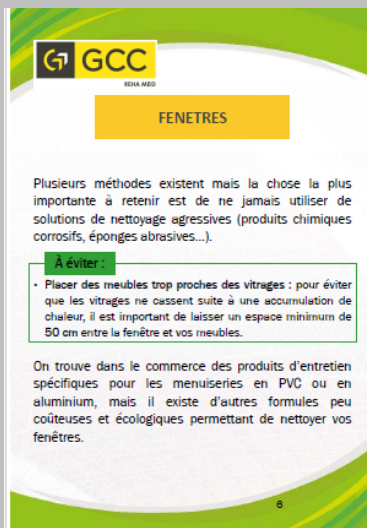 GCC
REHA MED
FENETRES
Plusieurs méthodes existent mais la chose la plus
importante à retenir est de ne jamais utiliser de
solutions de nettoyage agressives (produits chimiques
corrosifs, éponges abrasives...).
À éviter :
• Placer des meubles trop proches des vitrages : pour éviter
que les vitrages ne cassent suite à une accumulation de
chaleur, il est important de laisser un espace minimum de
50 cm entre la fenêtre et vos meubles.
On trouve dans le commerce des produits d'entretien
spécifiques pour les menuiseries en PVC ou en
aluminium, mais il existe d'autres formules peu
coûteuses et écologiques permettant de nettoyer vos
fenêtres.
6